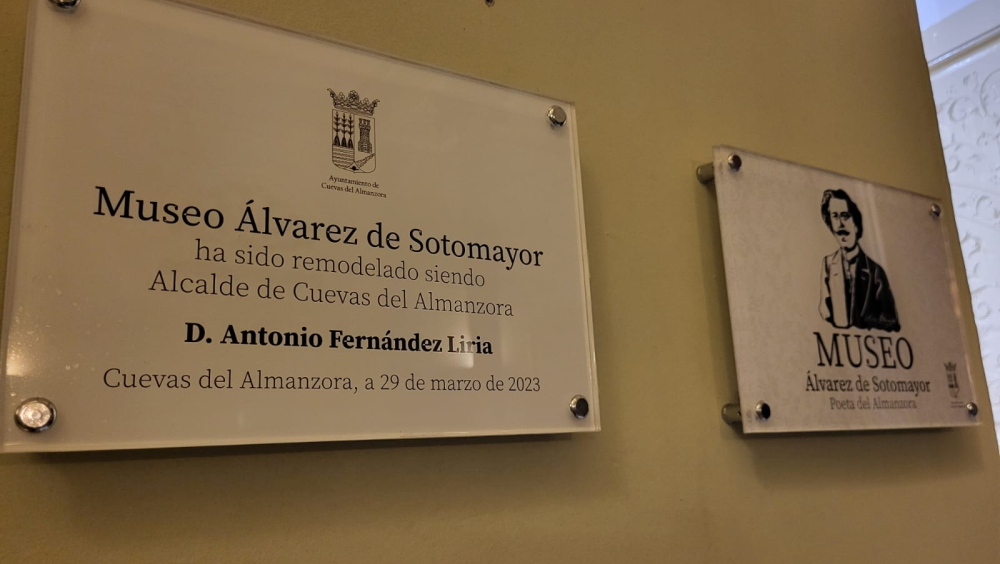 Ayuntamiento de
Cuevas del Almanzora
Museo Álvarez de Sotomayor
ha sido remodelado siendo
Alcalde de Cuevas del Almanzora
D. Antonio Fernández Liria
Cuevas del Almanzora, a 29 de marzo de 2023
MUSEO
Álvarez de Sotomayor
Poeta del Almanzora